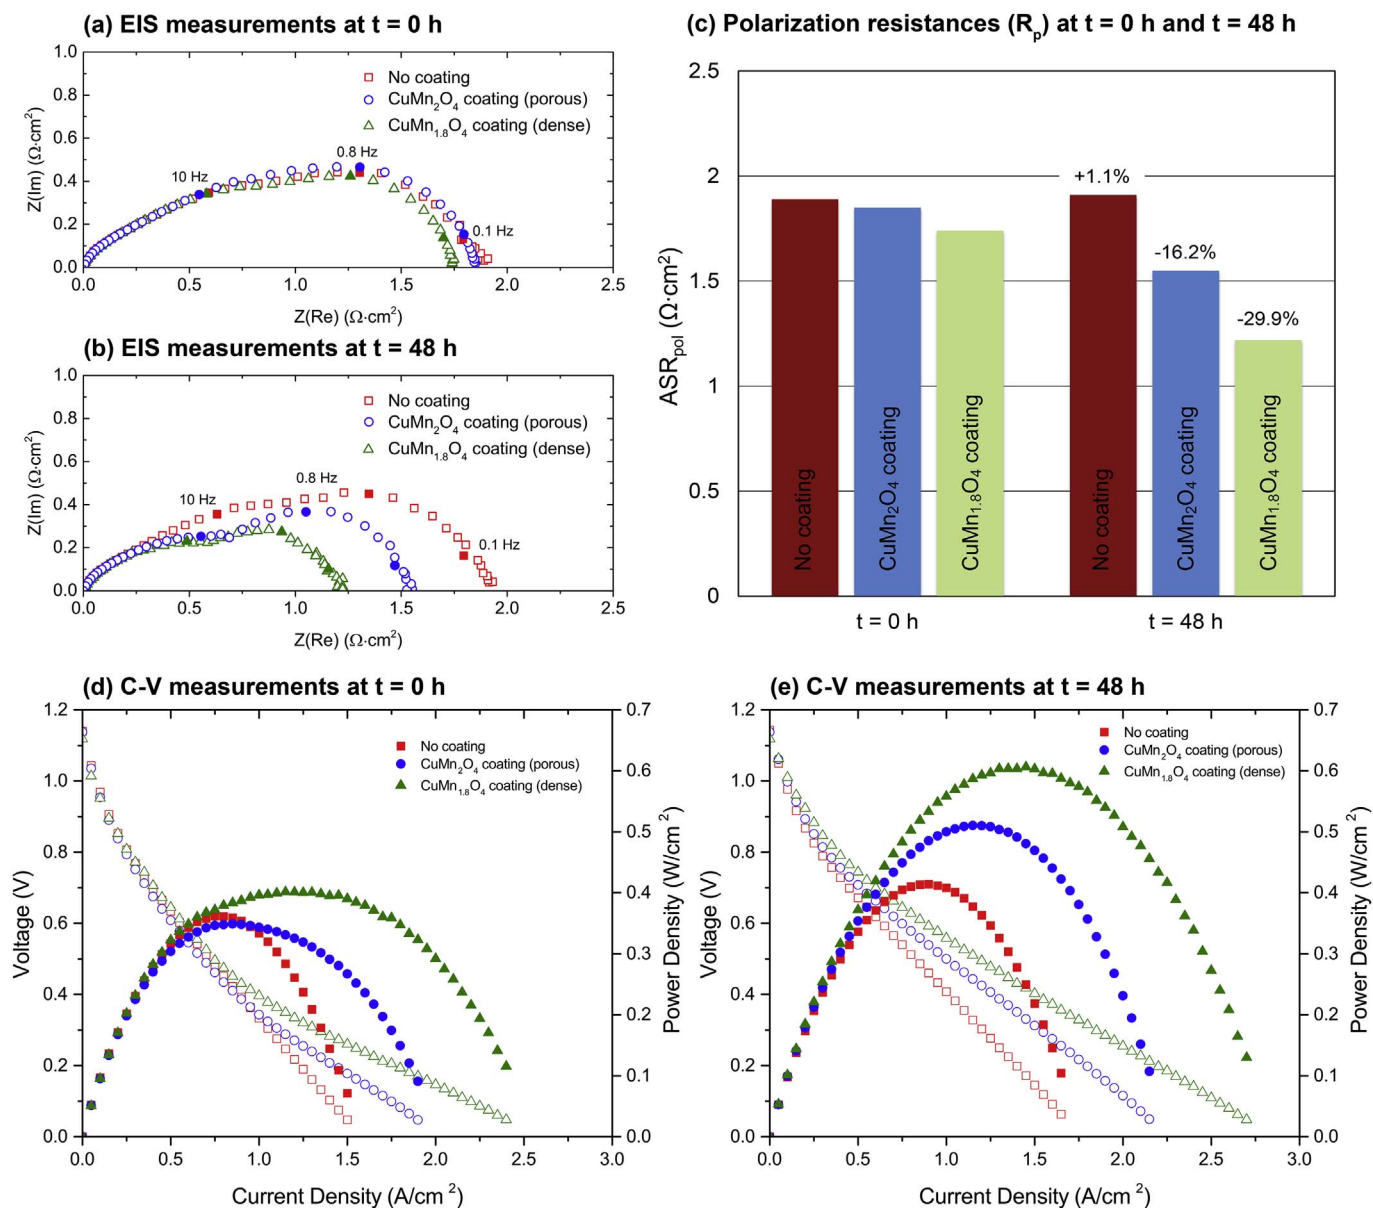 (a) EIS measurements at t = 0 h
1.0
0.8
0.6
0.4
0.2
0.0
Z(Im) (Ω·cm²)
No coating
CuMn₂O₄ coating (porous)
CuMn₁.₈O₄ coating (dense)
10 Hz
0.8 Hz
0.1 Hz
0.0 0.5 1.0 1.5 2.0 2.5
Z(Re) (Ω·cm²)
(b) EIS measurements at t = 48 h
1.0
0.8
0.6
0.4
0.2
0.0
Z(Im) (Ω·cm²)
No coating
CuMn₂O₄ coating (porous)
CuMn₁.₈O₄ coating (dense)
10 Hz
0.8 Hz
0.1 Hz
0.0 0.5 1.0 1.5 2.0 2.5
Z(Re) (Ω·cm²)
(c) Polarization resistances (Rₚ) at t = 0 h and t = 48 h
2.5
2
1.5
1
0.5
0
ASRpol (Ω·cm²)
No coating
CuMn₂O₄ coating
CuMn₁.₈O₄ coating
+1.1%
-16.2%
-29.9%
No coating
CuMn₂O₄ coating
CuMn₁.₈O₄ coating
t = 0 h t = 48 h
(d) C-V measurements at t = 0 h
1.2
1.0
0.8
0.6
0.4
0.2
0.0
Voltage (V)
No coating
CuMn₂O₄ coating (porous)
CuMn₁.₈O₄ coating (dense)
0.7
0.6
0.5
0.4
0.3
0.2
0.1
0.0
Power Density (W/cm²)
0.0 0.5 1.0 1.5 2.0 2.5 3.0
Current Density (A/cm²)
(e) C-V measurements at t = 48 h
1.2
1.0
0.8
0.6
0.4
0.2
0.0
Voltage (V)
No coating
CuMn₂O₄ coating (porous)
CuMn₁.₈O₄ coating (dense)
0.7
0.6
0.5
0.4
0.3
0.2
0.1
0.0
Power Density (W/cm²)
0.0 0.5 1.0 1.5 2.0 2.5 3.0
Current Density (A/cm²)